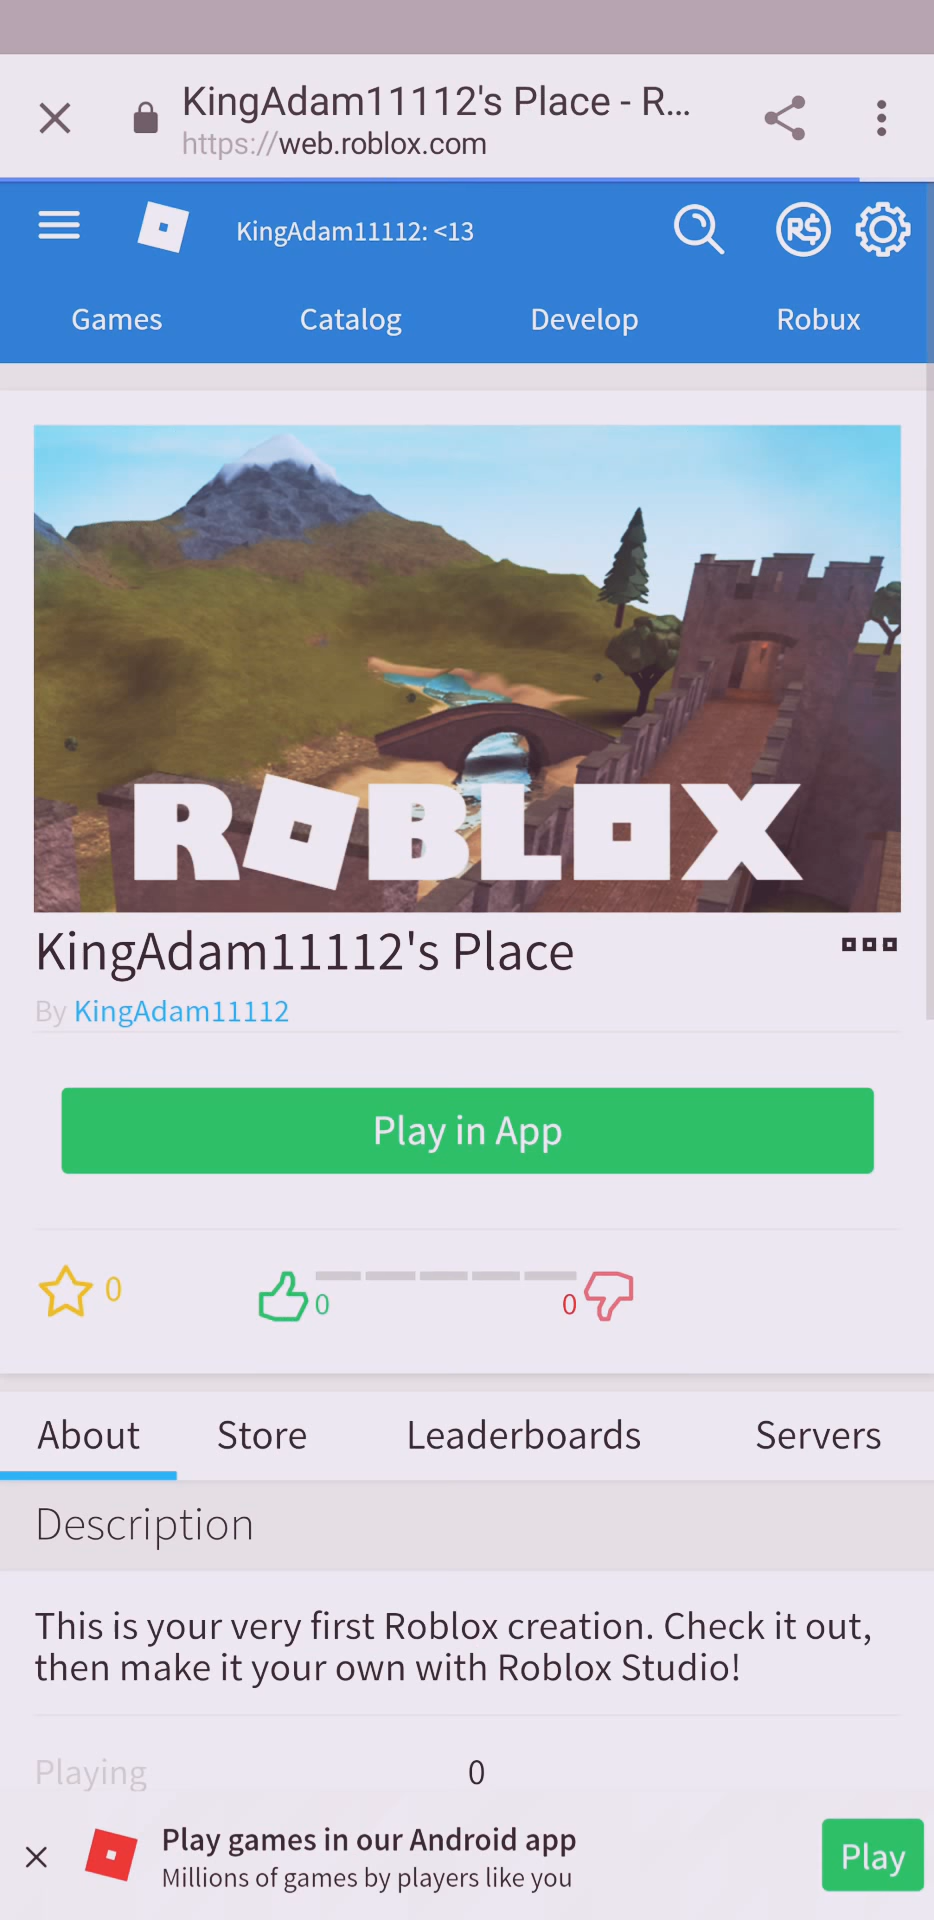 KingAdam11112's Place - R...
https://web.roblox.com
KingAdam11112: <13
R$
Games Catalog Develop Robux
ROBLOX
KingAdam11112's Place
By KingAdam11112
Play in App
0 0 0
About Store Leaderboards Servers
Description
This is your very first Roblox creation. Check it out,
then make it your own with Roblox Studio!
Playing 0
Play games in our Android app
Millions of games by players like you
Play